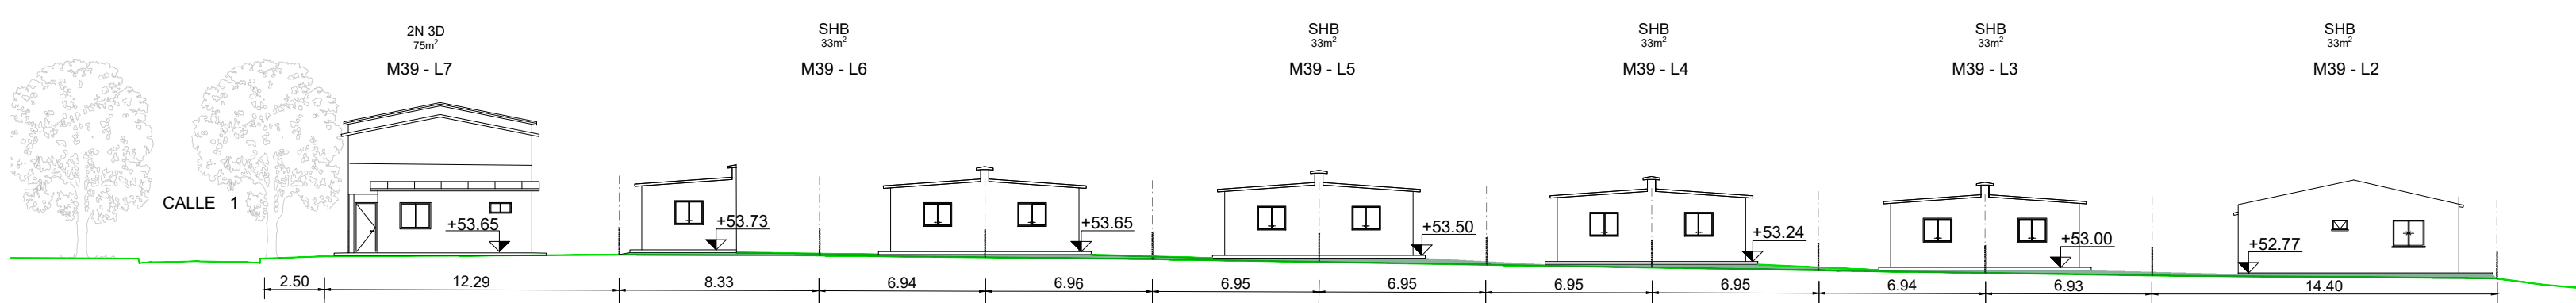 2N 3D
75m²
M39 - L7
SHB
33m²
M39 - L6
SHB
33m²
M39 - L5
SHB
33m²
M39 - L4
SHB
33m²
M39 - L3
SHB
33m²
M39 - L2
CALLE 1
+53.65
+53.73
+53.65
+53.50
+53.24
+53.00
+52.77
2.50
12.29
8.33
6.94
6.96
6.95
6.95
6.95
6.95
6.94
6.93
14.40